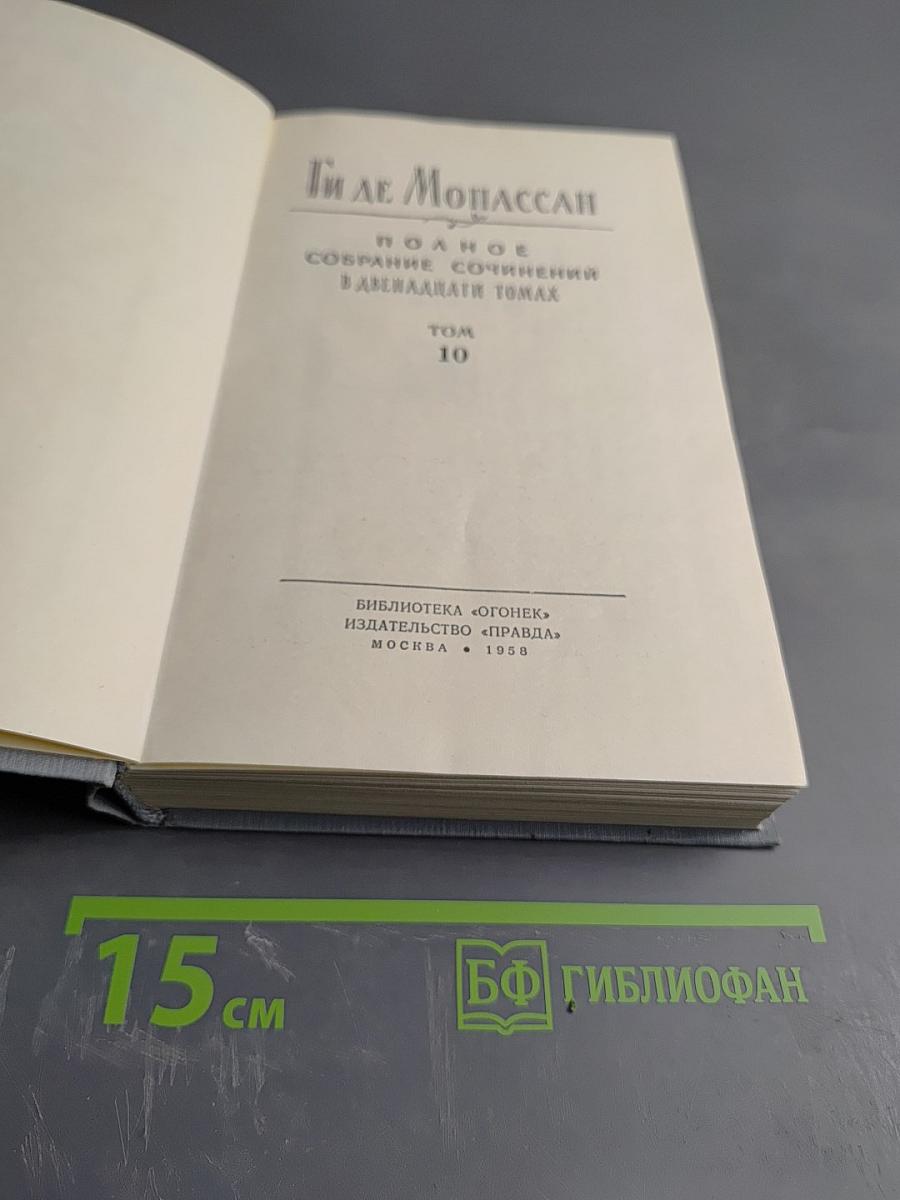 Ги де Мопассан
ПОЛНОЕ
СОБРАНИЕ СОЧИНЕНИЙ
В ДВЕНАДЦАТИ ТОМАХ
ТОМ
10
БИБЛИОТЕКА «ОГОНЕК»
ИЗДАТЕЛЬСТВО «ПРАВДА»
МОСКВА • 1958
15 см
БФ ГИБЛИОФАН